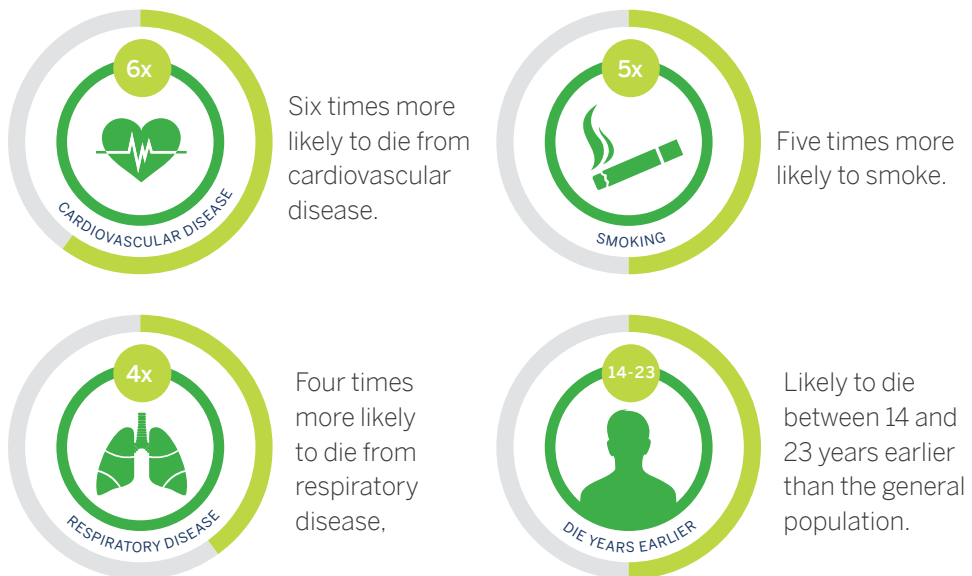 6x
CARDIOVASCULAR DISEASE
Six times more
likely to die from
cardiovascular
disease.
5x
SMOKING
Five times more
likely to smoke.
4x
RESPIRATORY DISEASE
Four times
more likely
to die from
respiratory
disease,
14-23
DIE YEARS EARLIER
Likely to die
between 14 and
23 years earlier
than the general
population.